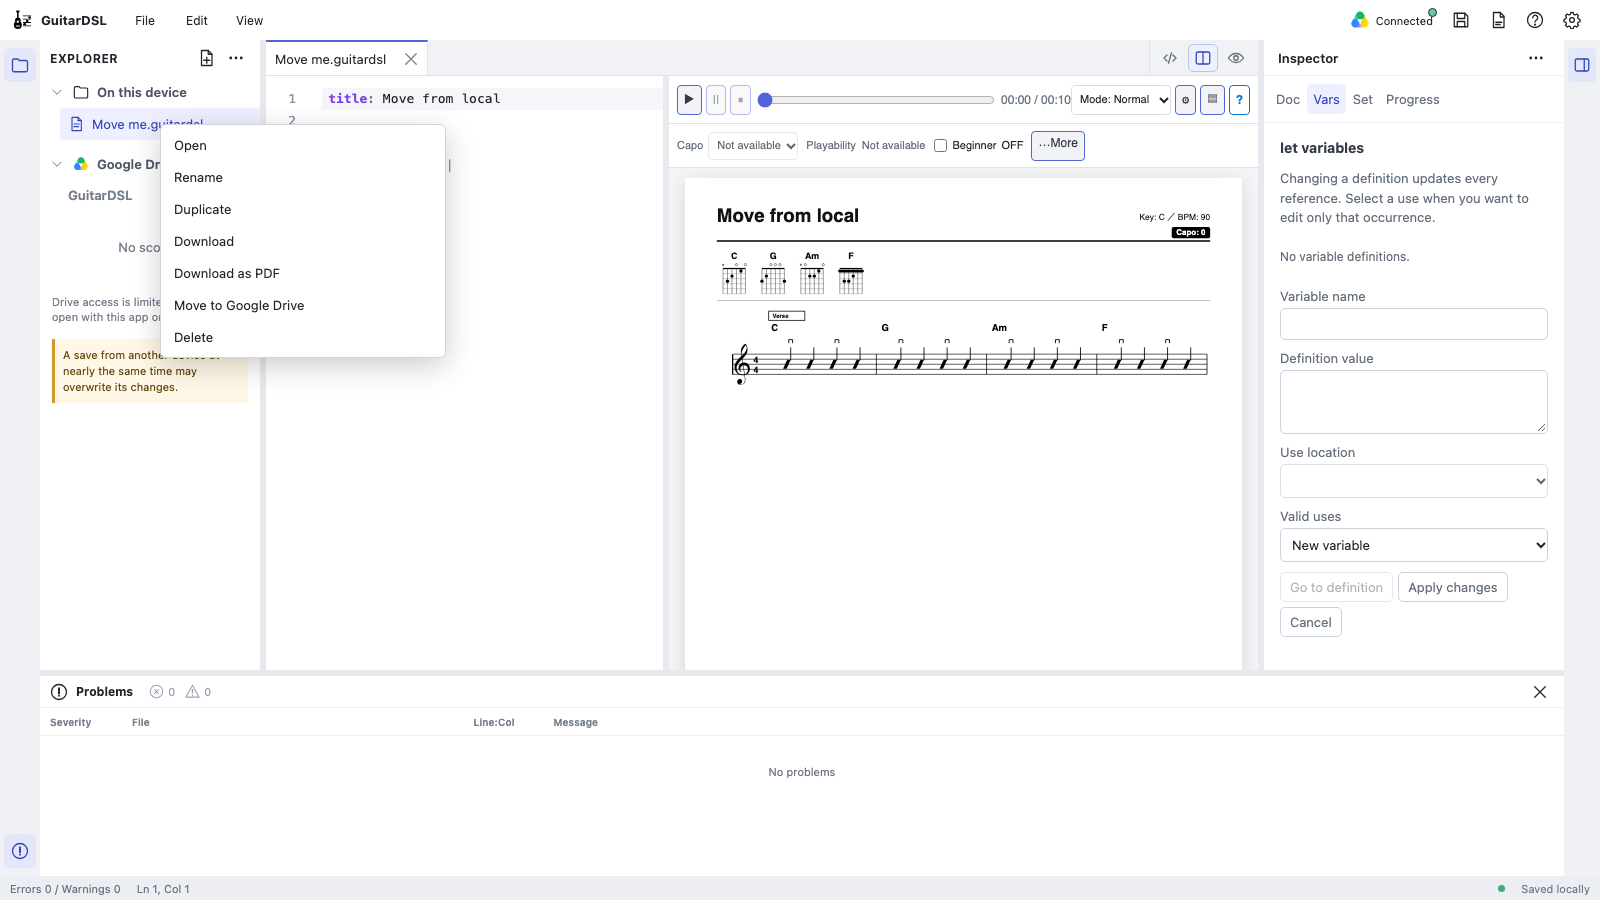 GuitarDSL File Edit View
Connected
EXPLORER
On this device
Move me.guitardsl
Google
GuitarDSL
Drive access is
open with this app
A save from another
nearly the same time may
overwrite its changes.
Open
Rename
Duplicate
Download
Download as PDF
Move to Google Drive
Delete
Move me.guitardsl
1 title: Move from local
2
|
00:00 / 00:10
Mode: Normal
?
Capo Not available Playability Not available Beginner OFF ...More
Move from local
Key: C / BPM: 90
Capo: 0
C G Am F
Verse
C G Am F
4
4
Inspector
Doc Vars Set Progress
let variables
Changing a definition updates every
reference. Select a use when you want to
edit only that occurrence.
No variable definitions.
Variable name
Definition value
Use location
Valid uses
New variable
Go to definition Apply changes
Cancel
Problems 0 0
Severity File Line:Col Message
No problems
Errors 0 / Warnings 0 Ln 1, Col 1
Saved locally